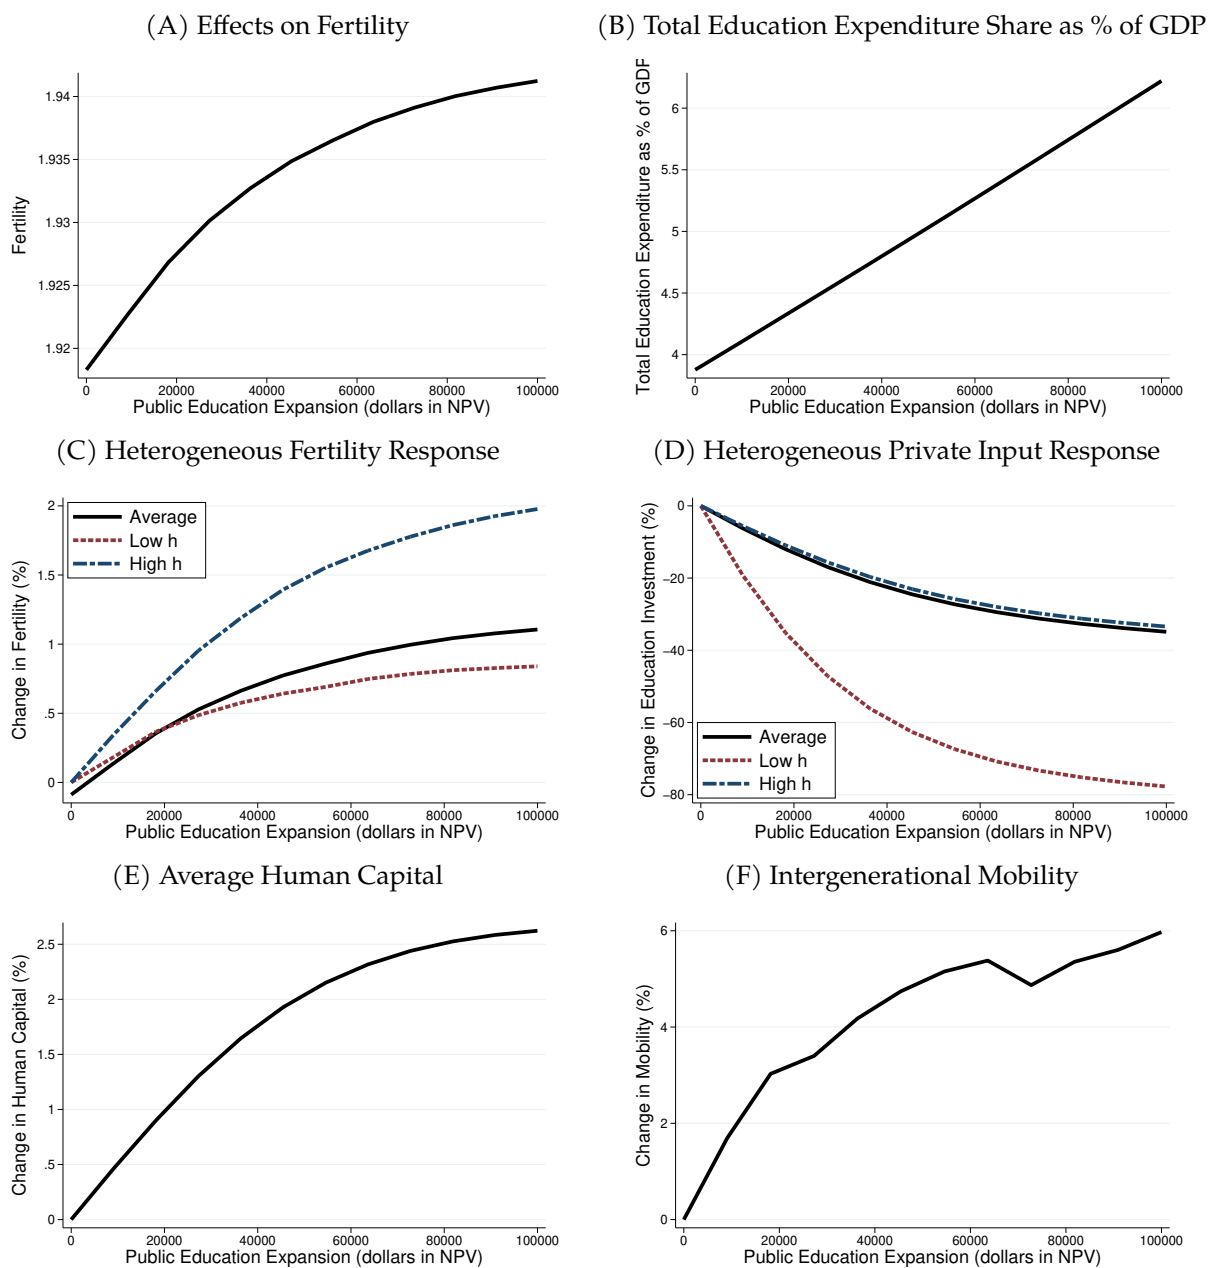 (A) Effects on Fertility
Fertility
1.94
1.935
1.93
1.925
1.92
0 20000 40000 60000 80000 100000
Public Education Expansion (dollars in NPV)
(B) Total Education Expenditure Share as % of GDP
Total Education Expenditure as % of GDP
6
5.5
5
4.5
4
0 20000 40000 60000 80000 100000
Public Education Expansion (dollars in NPV)
(C) Heterogeneous Fertility Response
Change in Fertility (%)
2
1.5
1
.5
0
Average
Low h
High h
0 20000 40000 60000 80000 100000
Public Education Expansion (dollars in NPV)
(D) Heterogeneous Private Input Response
Change in Education Investment (%)
0
−20
−40
−60
−80
Average
Low h
High h
0 20000 40000 60000 80000 100000
Public Education Expansion (dollars in NPV)
(E) Average Human Capital
Change in Human Capital (%)
2.5
2
1.5
1
.5
0
0 20000 40000 60000 80000 100000
Public Education Expansion (dollars in NPV)
(F) Intergenerational Mobility
Change in Mobility (%)
6
4
2
0
0 20000 40000 60000 80000 100000
Public Education Expansion (dollars in NPV)